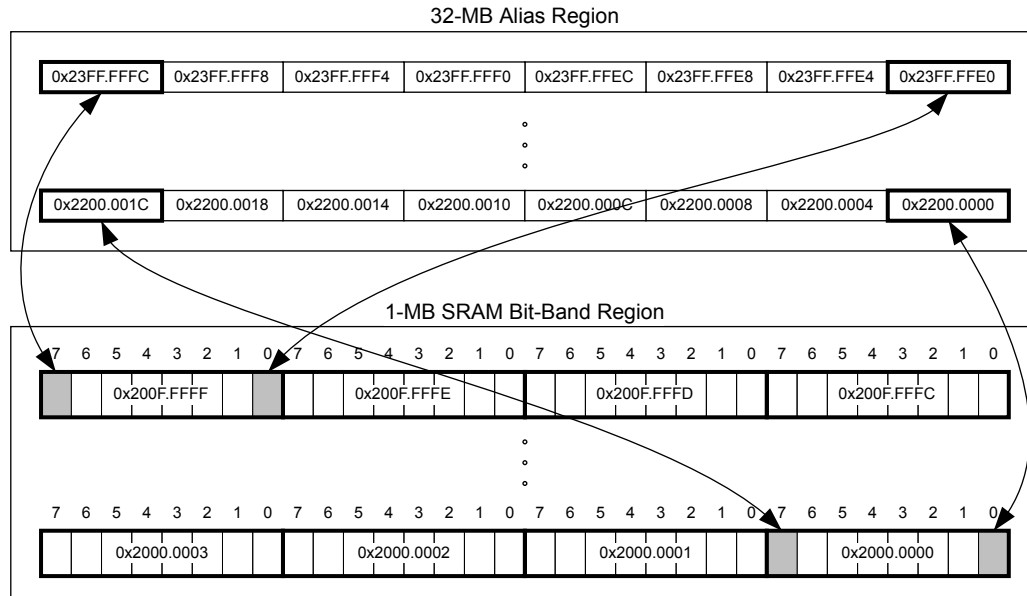 32-MB Alias Region
0x23FF.FFFC 0x23FF.FFF8 0x23FF.FFF4 0x23FF.FFF0 0x23FF.FFEC 0x23FF.FFE8 0x23FF.FFE4 0x23FF.FFE0
0x2200.001C 0x2200.0018 0x2200.0014 0x2200.0010 0x2200.000C 0x2200.0008 0x2200.0004 0x2200.0000
1-MB SRAM Bit-Band Region
7 6 5 4 3 2 1 0 7 6 5 4 3 2 1 0 7 6 5 4 3 2 1 0 7 6 5 4 3 2 1 0
0x200F.FFFF 0x200F.FFFE 0x200F.FFFD 0x200F.FFFC
7 6 5 4 3 2 1 0 7 6 5 4 3 2 1 0 7 6 5 4 3 2 1 0 7 6 5 4 3 2 1 0
0x2000.0003 0x2000.0002 0x2000.0001 0x2000.0000